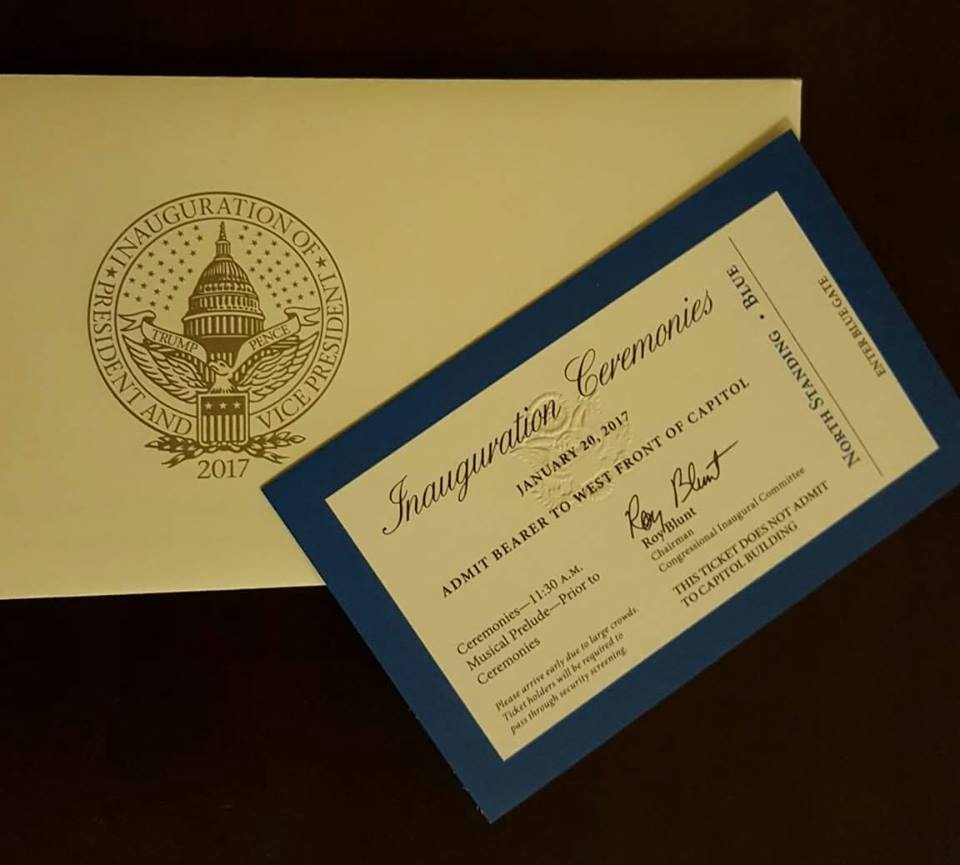 ★ INAUGURATION OF ★
PRESIDENT AND VICE PRESIDENT
TRUMP PENCE
2017
Inauguration Ceremonies
JANUARY 20, 2017
ADMIT BEARER TO WEST FRONT OF CAPITOL
Roy Blunt
Roy Blunt
Chairman
Congressional Inaugural Committee
Ceremonies—11:30 A.M.
Musical Prelude—Prior to
Ceremonies
THIS TICKET DOES NOT ADMIT
TO CAPITOL BUILDING
Please arrive early due to large crowds.
Ticket holders will be required to
pass through security screening.
NORTH STANDING • BLUE
ENTER BLUE GATE